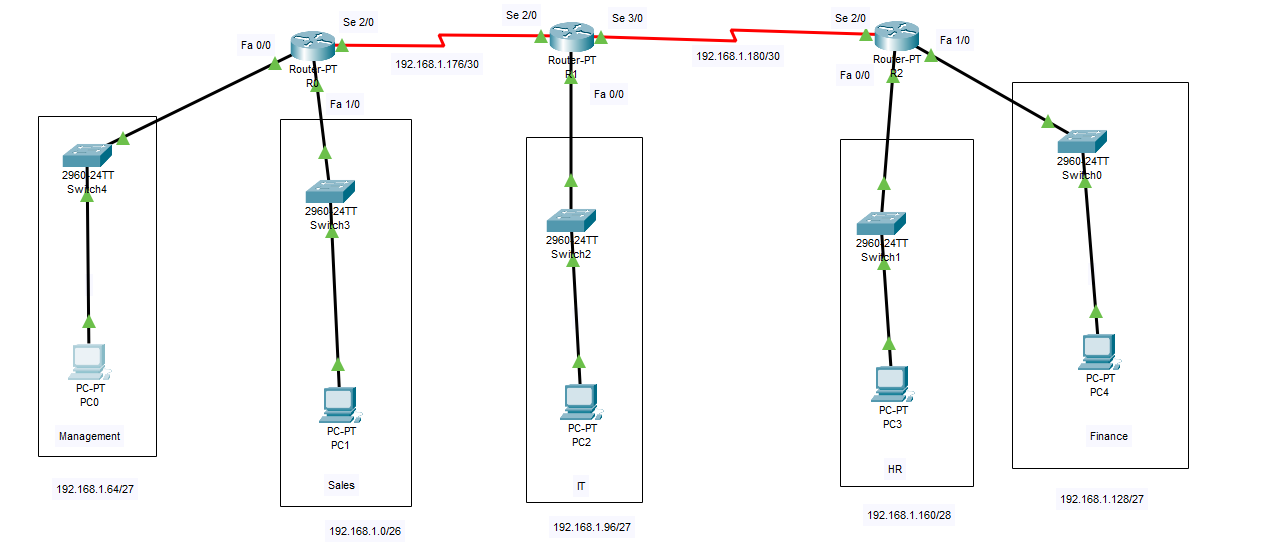 Se 2/0
Fa 0/0
Router-PT
R0
Fa 1/0
192.168.1.176/30
Se 2/0
Se 3/0
Router-PT
R1
Fa 0/0
192.168.1.180/30
Se 2/0
Fa 1/0
Router-PT
R2
Fa 0/0
2960-24TT
Switch4
PC-PT
PC0
Management
192.168.1.64/27
2960-24TT
Switch3
PC-PT
PC1
Sales
192.168.1.0/26
2960-24TT
Switch2
PC-PT
PC2
IT
192.168.1.96/27
2960-24TT
Switch1
PC-PT
PC3
HR
192.168.1.160/28
2960-24TT
Switch0
PC-PT
PC4
Finance
192.168.1.128/27